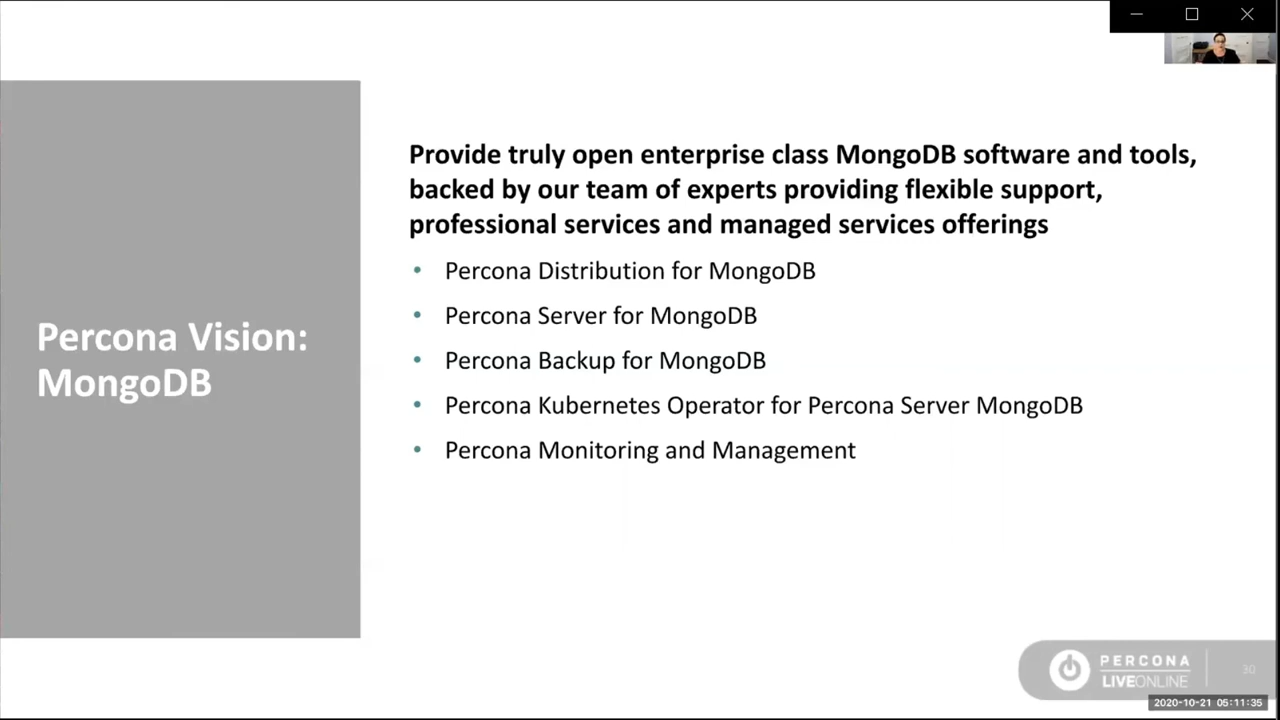 Provide truly open enterprise class MongoDB software and tools,
backed by our team of experts providing flexible support,
professional services and managed services offerings
• Percona Distribution for MongoDB
• Percona Server for MongoDB
• Percona Backup for MongoDB
• Percona Kubernetes Operator for Percona Server MongoDB
• Percona Monitoring and Management
Percona Vision:
MongoDB
PERCONA
LIVEONLINE
30
2020-10-21 05:11:35